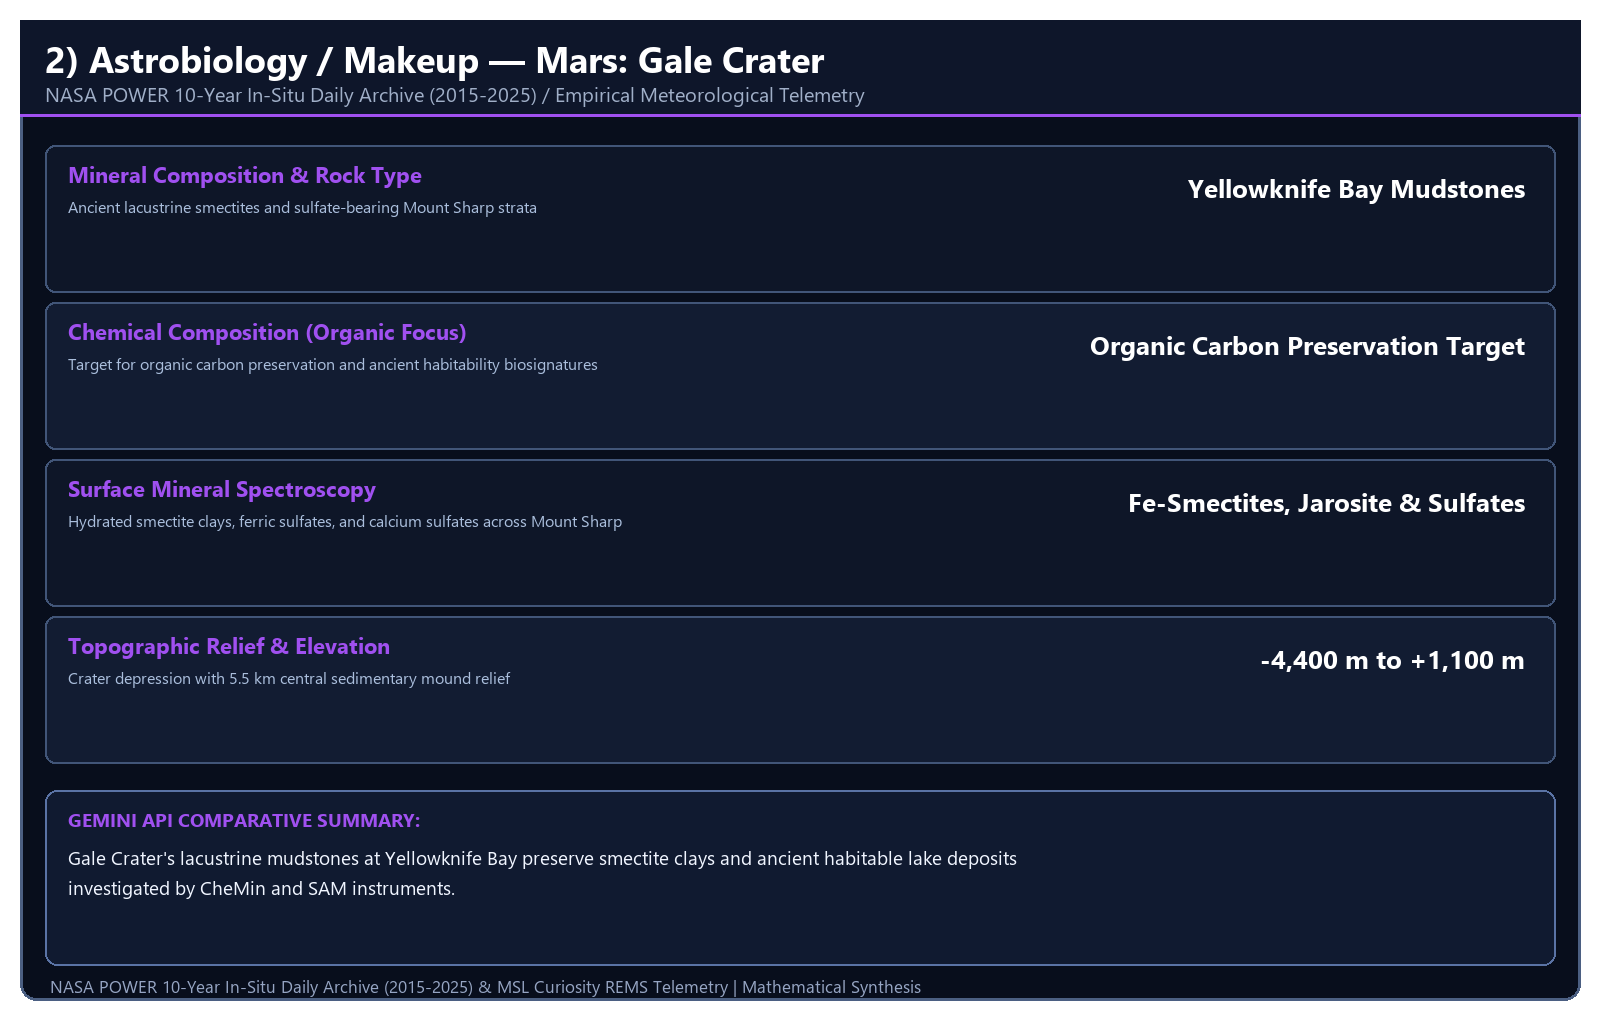 2) Astrobiology / Makeup — Mars: Gale Crater
NASA POWER 10-Year In-Situ Daily Archive (2015-2025) / Empirical Meteorological Telemetry
Mineral Composition & Rock Type
Yellowknife Bay Mudstones
Ancient lacustrine smectites and sulfate-bearing Mount Sharp strata
Chemical Composition (Organic Focus)
Organic Carbon Preservation Target
Target for organic carbon preservation and ancient habitability biosignatures
Surface Mineral Spectroscopy
Fe-Smectites, Jarosite & Sulfates
Hydrated smectite clays, ferric sulfates, and calcium sulfates across Mount Sharp
Topographic Relief & Elevation
-4,400 m to +1,100 m
Crater depression with 5.5 km central sedimentary mound relief
GEMINI API COMPARATIVE SUMMARY:
Gale Crater's lacustrine mudstones at Yellowknife Bay preserve smectite clays and ancient habitable lake deposits
investigated by CheMin and SAM instruments.
NASA POWER 10-Year In-Situ Daily Archive (2015-2025) & MSL Curiosity REMS Telemetry | Mathematical Synthesis